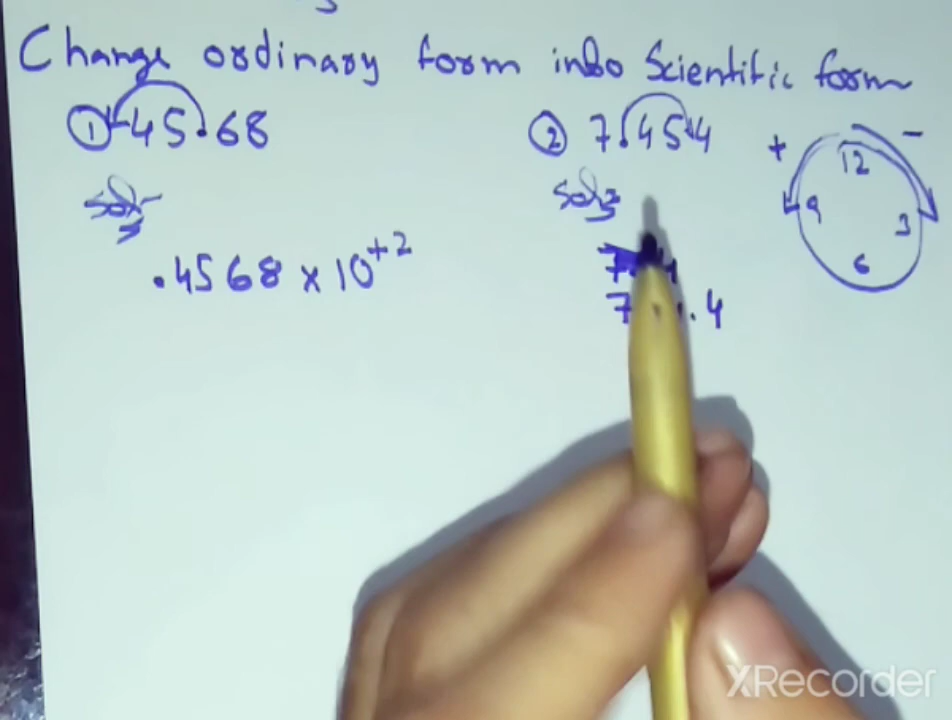 Change ordinary form into Scientific form
① 45.68
② 7.454
+
-
12
9
3
6
Sol:-
Sol:-
.4568 x 10+2
.4
XRecorder